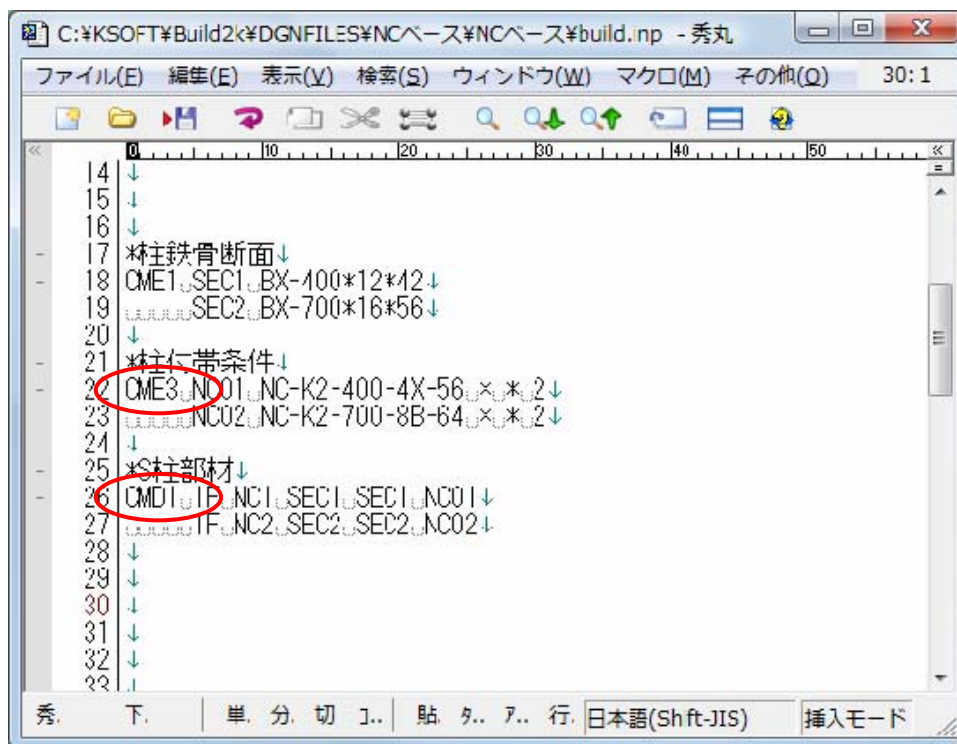 C:¥KSOFT¥Build2k¥DGNFILES¥NCベース¥NCベース¥build.inp - 秀丸
ファイル(F) 編集(E) 表示(V) 検索(S) ウィンドウ(W) マクロ(M) その他(O) 30:1
0 10 20 30 40 50
14 ↓
15 ↓
16 ↓
17 *柱鉄骨断面↓
18 CME1 SEC1 BX-400*12*42↓
19 SEC2 BX-700*16*56↓
20 ↓
21 *柱付帯条件↓
22 CME3 NC01 NC-K2-400-4X-56 × * 2↓
23 NC02 NC-K2-700-8B-64 × * 2↓
24 ↓
25 *S柱部材↓
26 CMD1 1F NC1 SEC1 SEC1 NC01↓
27 1F NC2 SEC2 SEC2 NC02↓
28 ↓
29 ↓
30 ↓
31 ↓
32 ↓
33 ↓
秀. 下. 単. 分. 切 コ.. 貼. タ.. ア.. 行. 日本語(Shift-JIS) 挿入モード